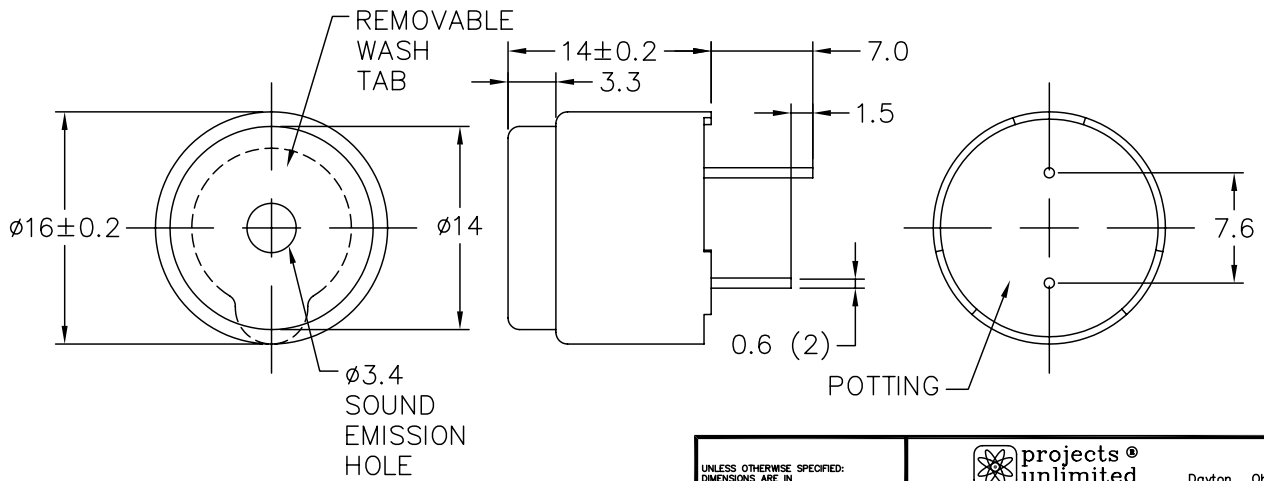 REMOVABLE
WASH
TAB
14±0.2
7.0
3.3
1.5
ø16±0.2
ø14
7.6
0.6 (2)
POTTING
ø3.4
SOUND
EMISSION
HOLE
UNLESS OTHERWISE SPECIFIED:
DIMENSIONS ARE IN
projects ®
unlimited
Dayton